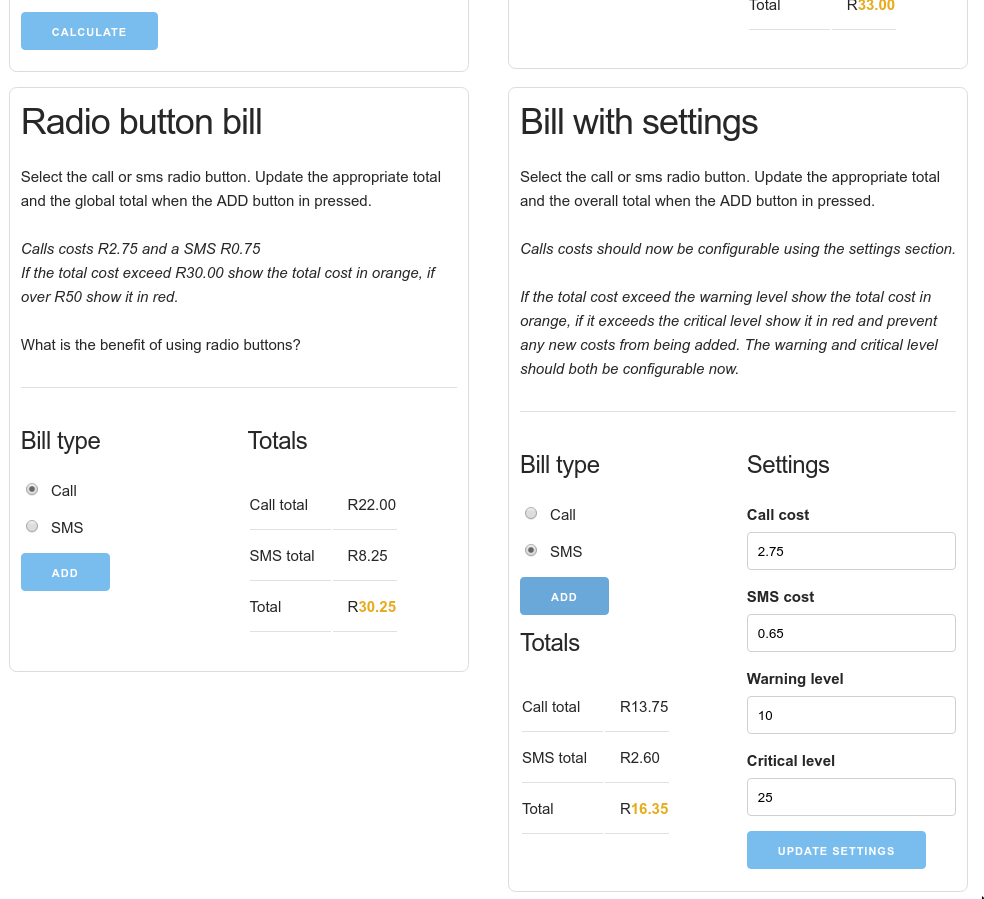 CALCULATE
Total R33.00
Radio button bill
Select the call or sms radio button. Update the appropriate total
and the global total when the ADD button in pressed.
Calls costs R2.75 and a SMS R0.75
If the total cost exceed R30.00 show the total cost in orange, if
over R50 show it in red.
What is the benefit of using radio buttons?
Bill type
Call
SMS
ADD
Totals
Call total R22.00
SMS total R8.25
Total R30.25
Bill with settings
Select the call or sms radio button. Update the appropriate total
and the overall total when the ADD button in pressed.
Calls costs should now be configurable using the settings section.
If the total cost exceed the warning level show the total cost in
orange, if it exceeds the critical level show it in red and prevent
any new costs from being added. The warning and critical level
should both be configurable now.
Bill type
Call
SMS
ADD
Totals
Call total R13.75
SMS total R2.60
Total R16.35
Settings
Call cost
2.75
SMS cost
0.65
Warning level
10
Critical level
25
UPDATE SETTINGS